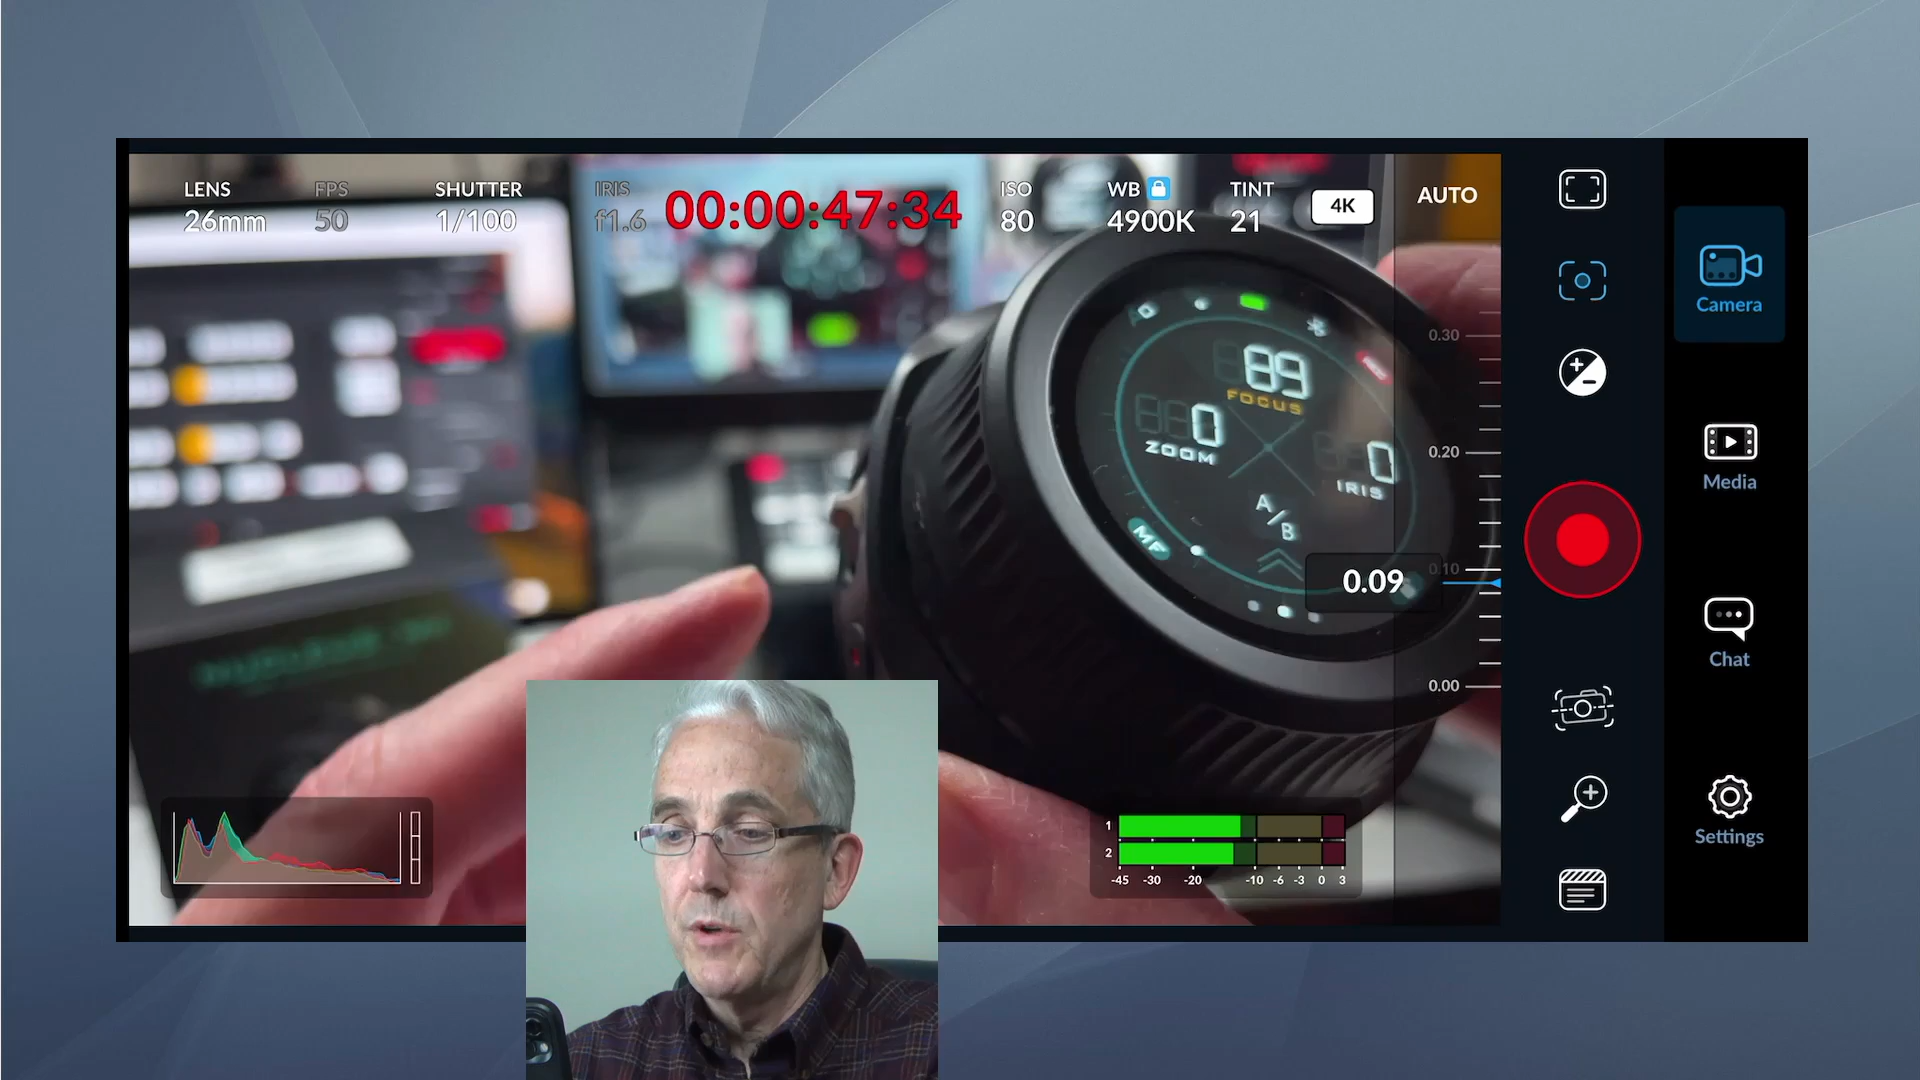 LENS FPS SHUTTER IRIS 00:00:47:34 ISO WB TINT 4K AUTO
26mm 50 1/100 f1.6 80 4900K 21
Camera
0.30
89
FOCUS
0
ZOOM
0
IRIS
0.20
Media
A/B
MF
0.10
0.09
Chat
0.00
1
2
-45 -30 -20 -10 -6 -3 0 3
Settings